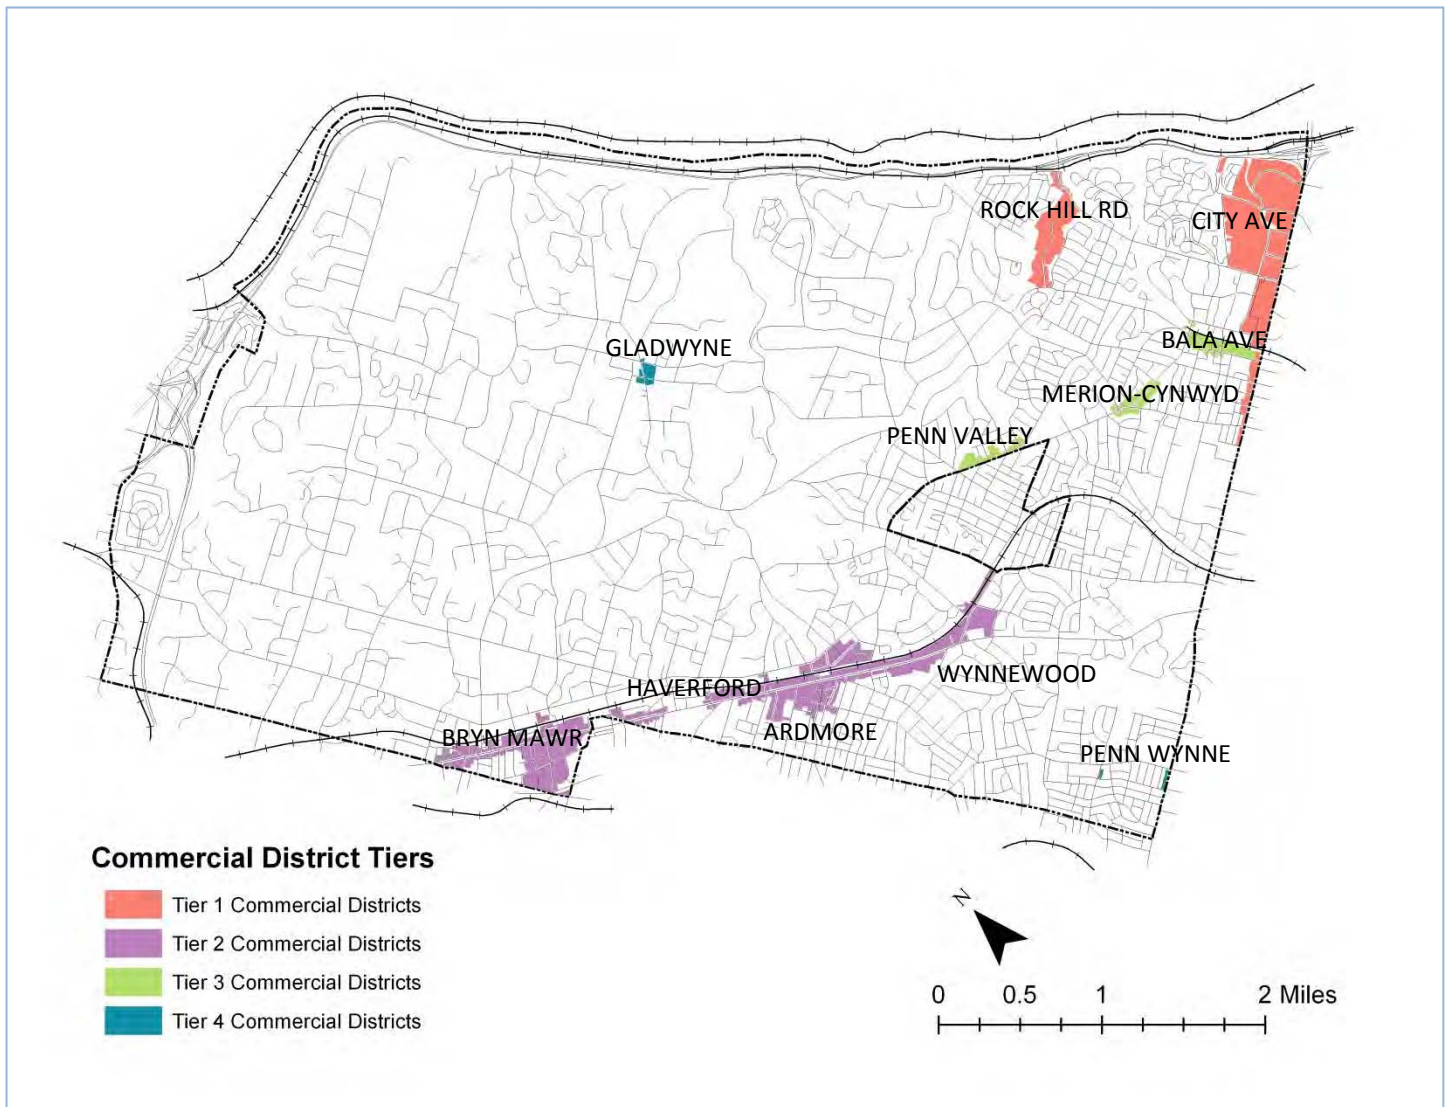 ROCK HILL RD
CITY AVE
BALA AVE
GLADWYNE
MERION-CYNWYD
PENN VALLEY
WYNNEWOOD
HAVERFORD
ARDMORE
BRYN MAWR
PENN WYNNE
Commercial District Tiers
Tier 1 Commercial Districts
Tier 2 Commercial Districts
Tier 3 Commercial Districts
Tier 4 Commercial Districts
N
0 0.5 1 2 Miles